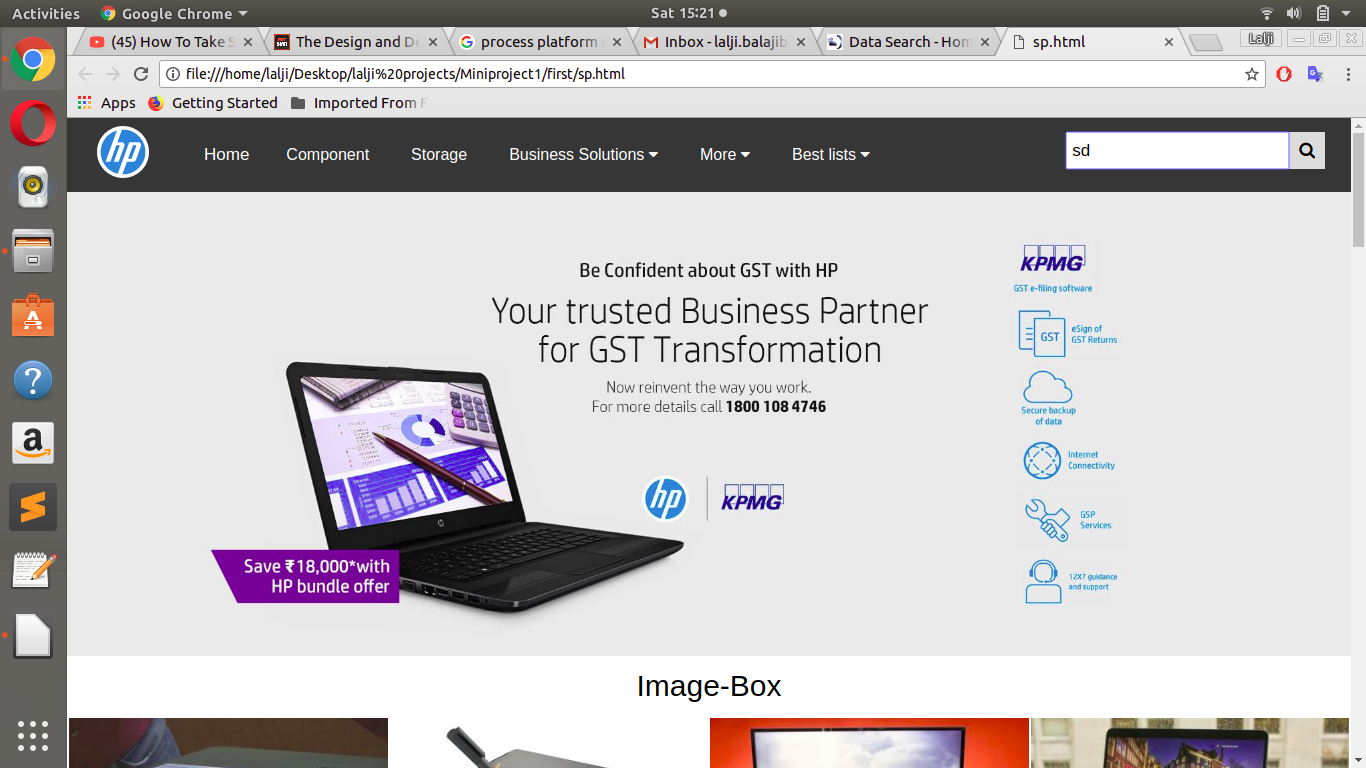 Activities Google Chrome Sat 15:21
(45) How To Take S The Design and De process platform Inbox - lalji.balajib Data Search - Hom sp.html Lalji
file:///home/lalji/Desktop/lalji%20projects/Miniproject1/first/sp.html
Apps Getting Started Imported From F
hp Home Component Storage Business Solutions More Best lists sd
Be Confident about GST with HP
Your trusted Business Partner
for GST Transformation
Now reinvent the way you work.
For more details call 1800 108 4746
hp KPMG
Save ₹18,000*with
HP bundle offer
KPMG
GST e-filing software
GST eSign of
GST Returns
Secure backup
of data
Internet
Connectivity
GSP
Services
12X7 guidance
and support
Image-Box